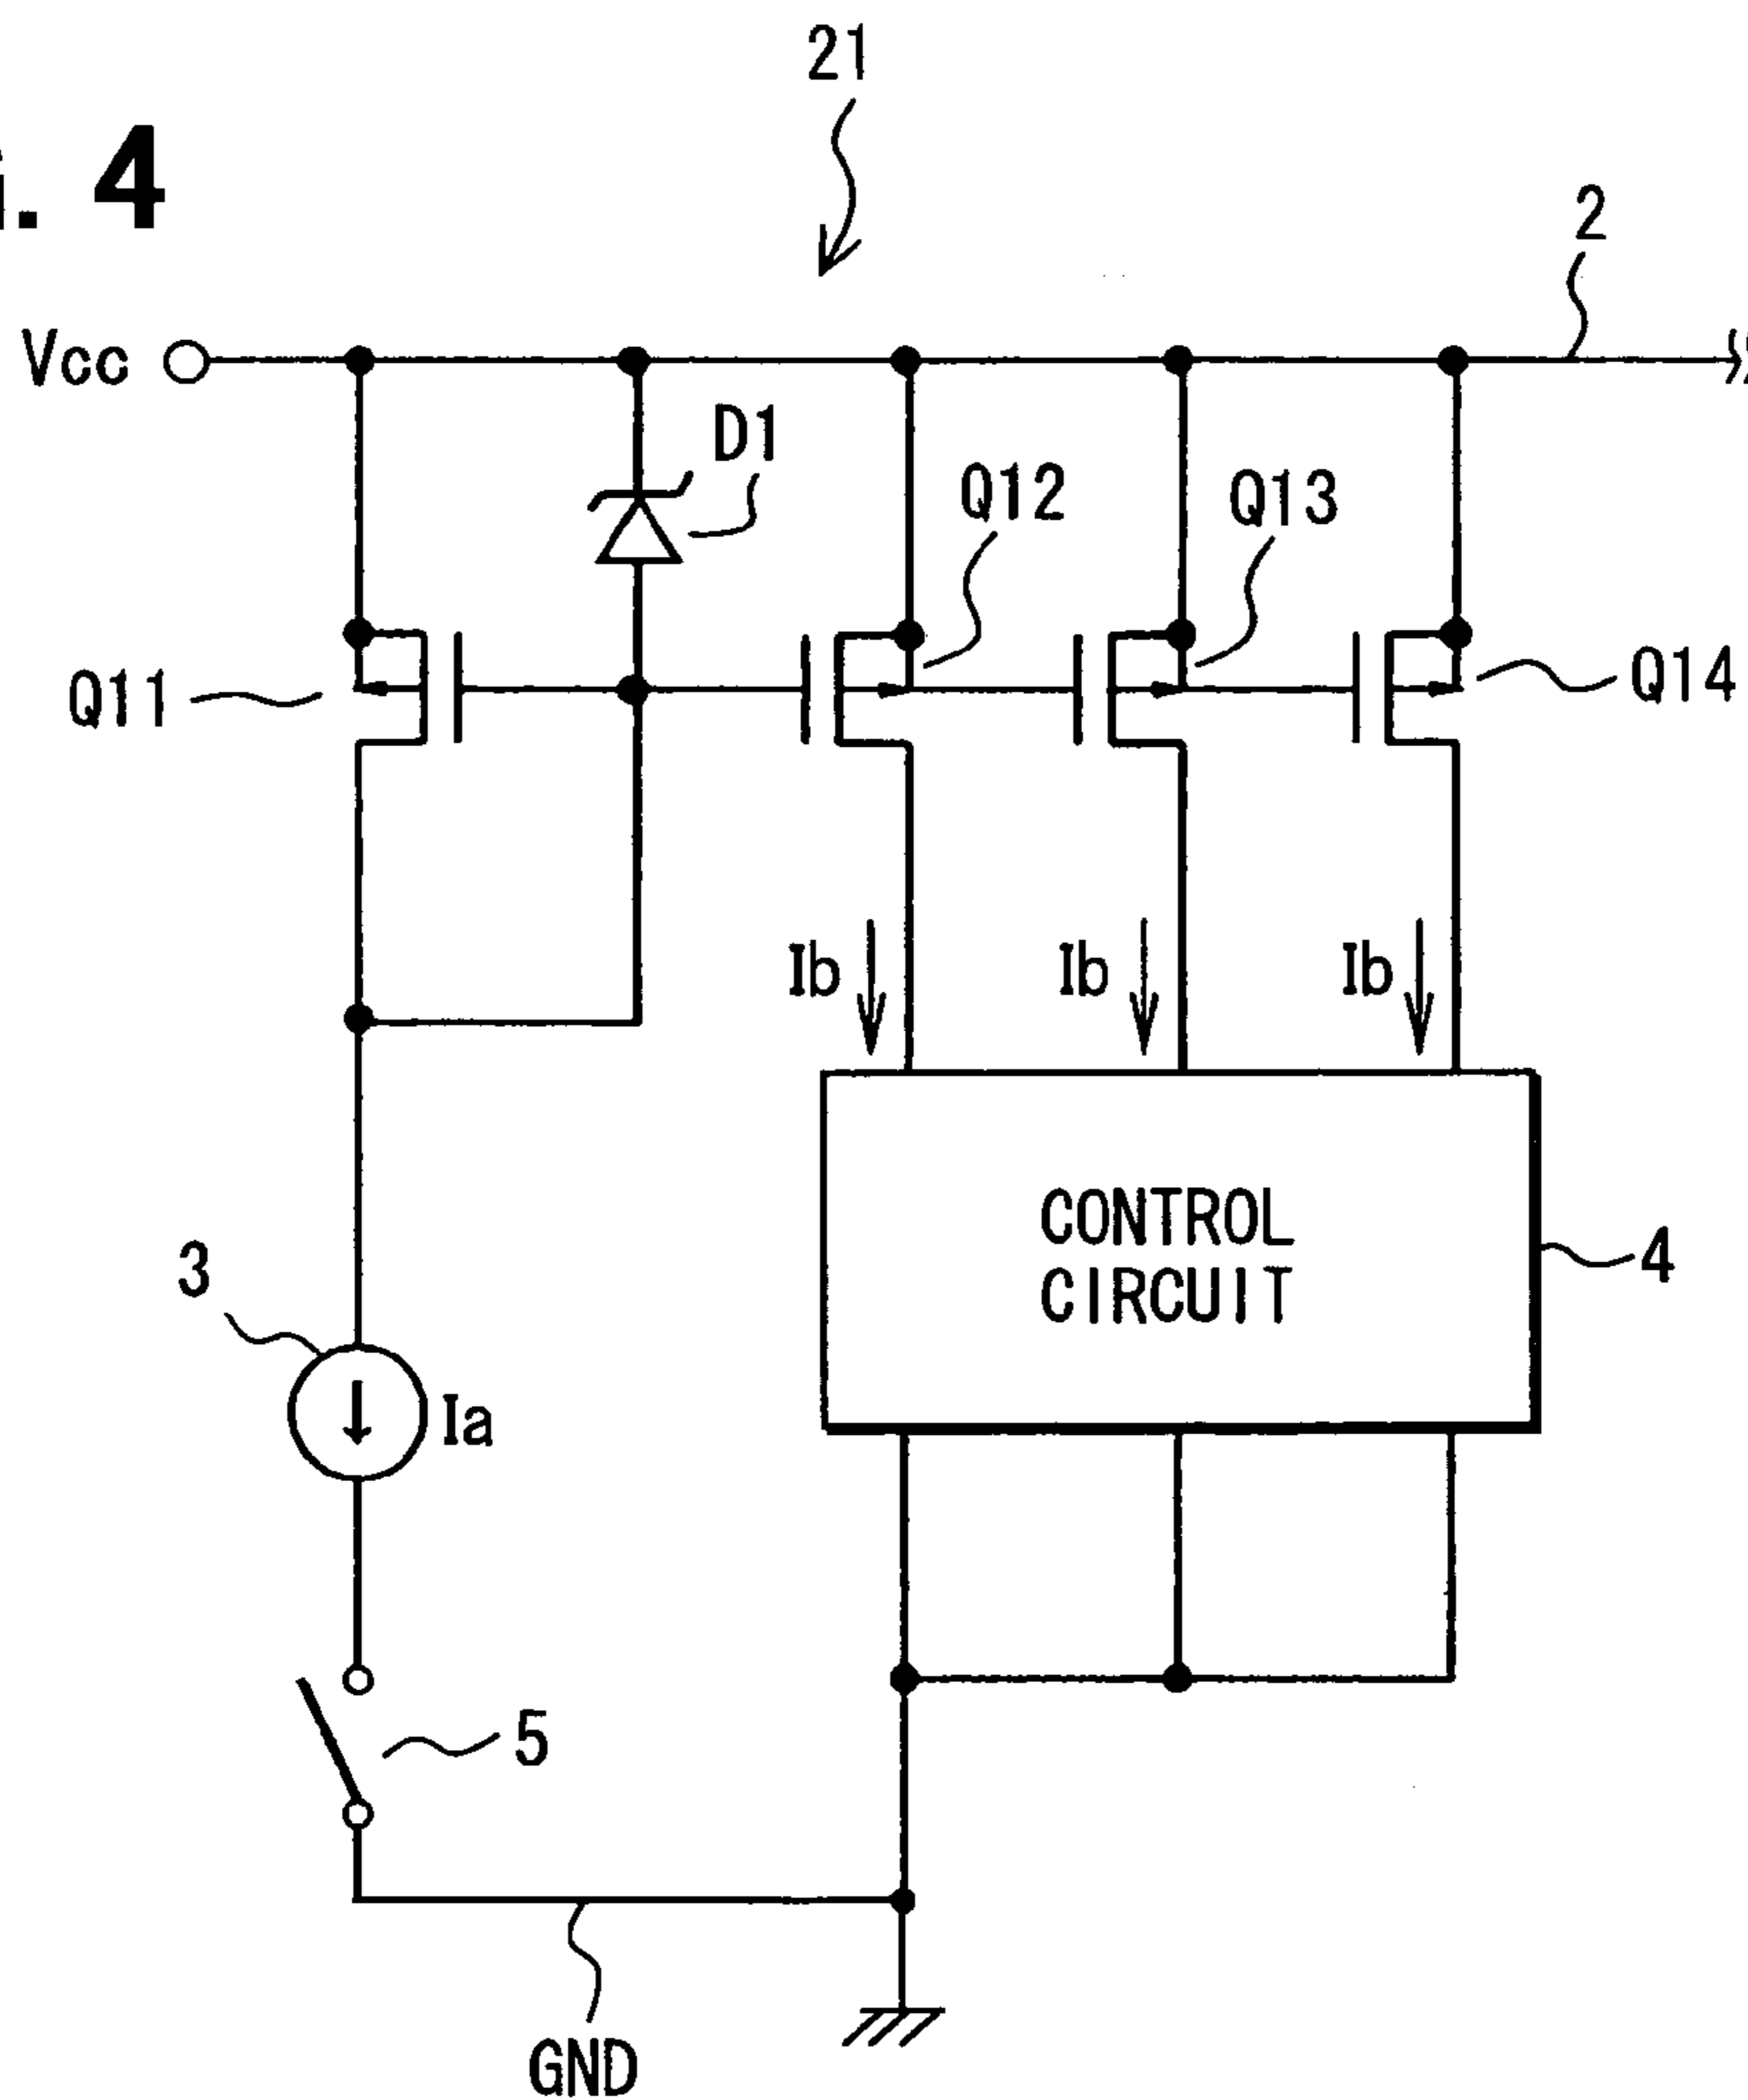 21
. 4
2
Vcc
D1
Q12
Q13
Q11
Q14
Ib
Ib
Ib
CONTROL
CIRCUIT
4
3
Ia
5
GND